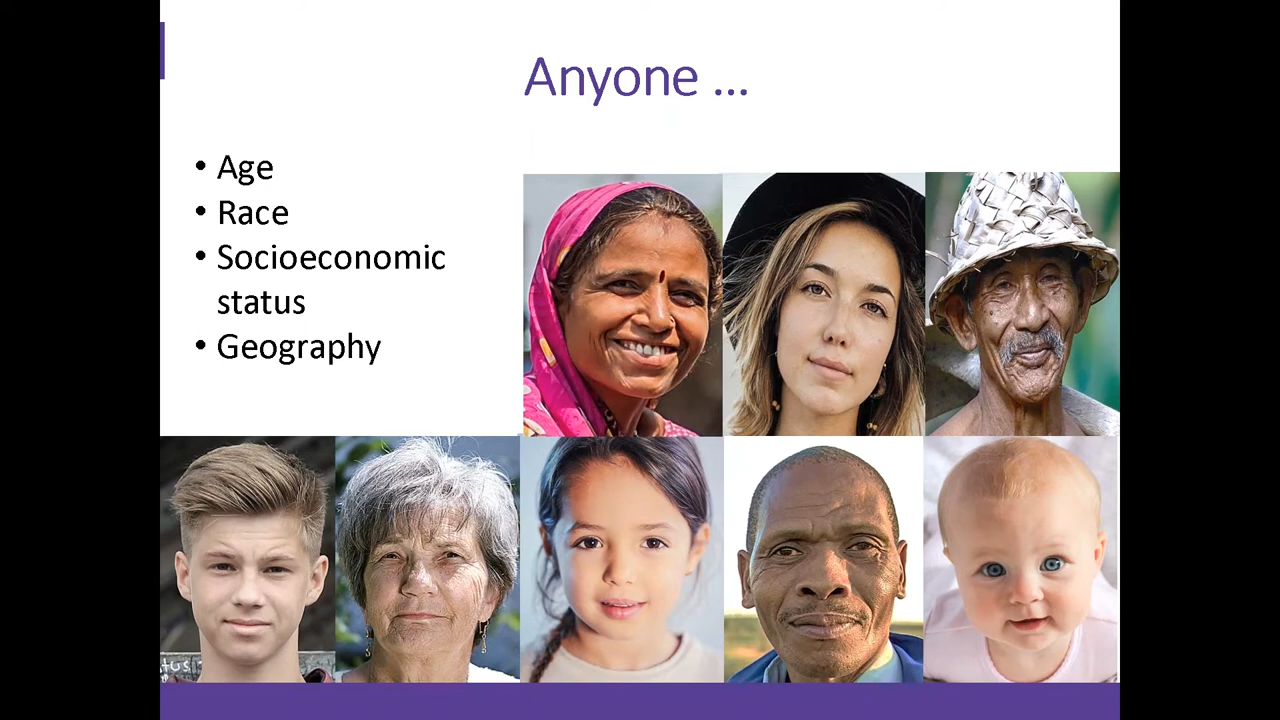 Anyone ...
• Age
• Race
• Socioeconomic
status
• Geography